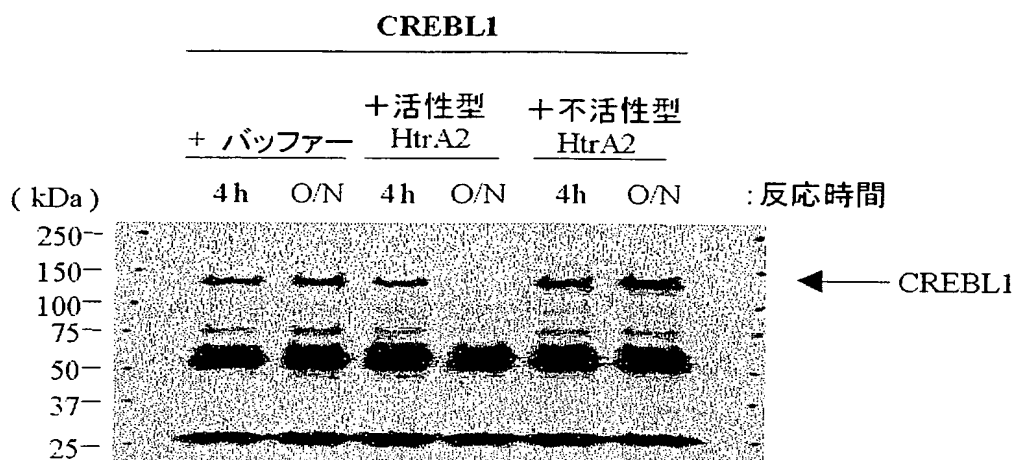 CREBL1
+ バッファー
+活性型
HtrA2
+不活性型
HtrA2
( kDa )
4h O/N 4h O/N 4h O/N
:反応時間
250
150
100
75
50
37
25
CREBL1